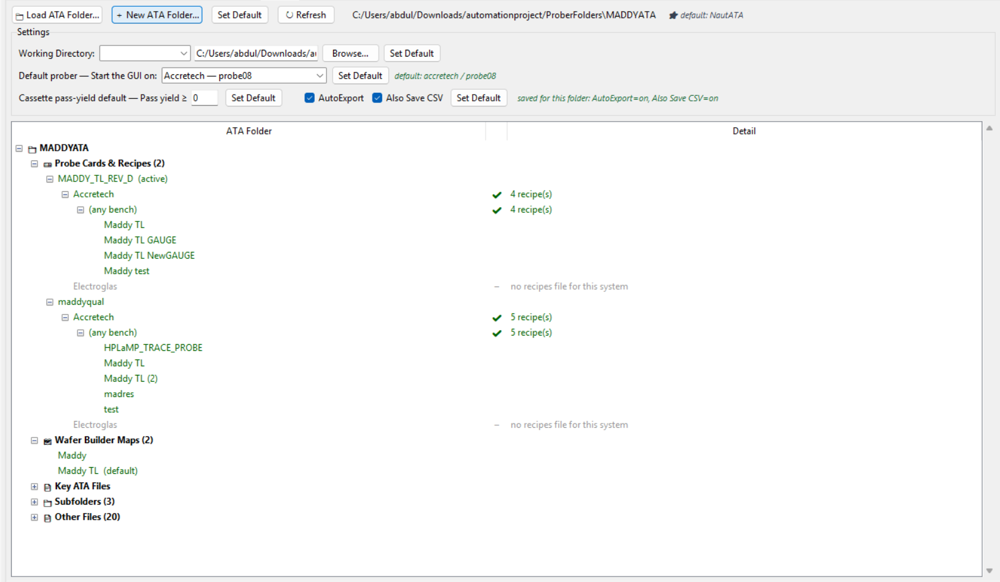 Load ATA Folder... + New ATA Folder... Set Default Refresh C:/Users/abdul/Downloads/automationproject/ProberFolders\MADDYATA default: NautATA
Settings
Working Directory: C:/Users/abdul/Downloads/a Browse... Set Default
Default prober — Start the GUI on: Accretech — probe08 Set Default default: accretech / probe08
Cassette pass-yield default — Pass yield ≥ 0 Set Default AutoExport Also Save CSV Set Default saved for this folder: AutoExport=on, Also Save CSV=on
ATA Folder Detail
MADDYATA
Probe Cards & Recipes (2)
MADDY_TL_REV_D (active)
Accretech 4 recipe(s)
(any bench) 4 recipe(s)
Maddy TL
Maddy TL GAUGE
Maddy TL NewGAUGE
Maddy test
Electroglas – no recipes file for this system
maddyqual
Accretech 5 recipe(s)
(any bench) 5 recipe(s)
HPLaMP_TRACE_PROBE
Maddy TL
Maddy TL (2)
madres
test
Electroglas – no recipes file for this system
Wafer Builder Maps (2)
Maddy
Maddy TL (default)
Key ATA Files
Subfolders (3)
Other Files (20)